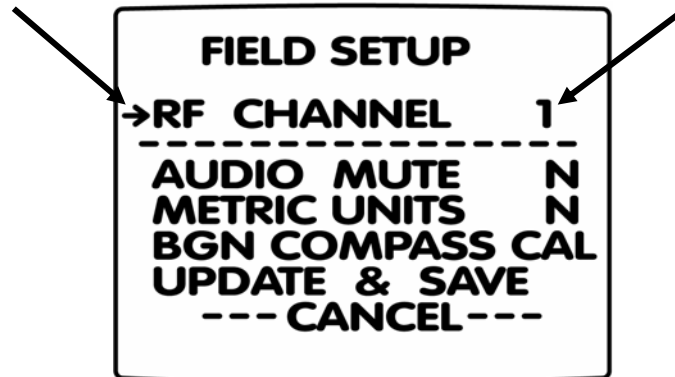 FIELD SETUP
→RF CHANNEL 1
-----------------
AUDIO MUTE N
METRIC UNITS N
BGN COMPASS CAL
UPDATE & SAVE
---CANCEL---